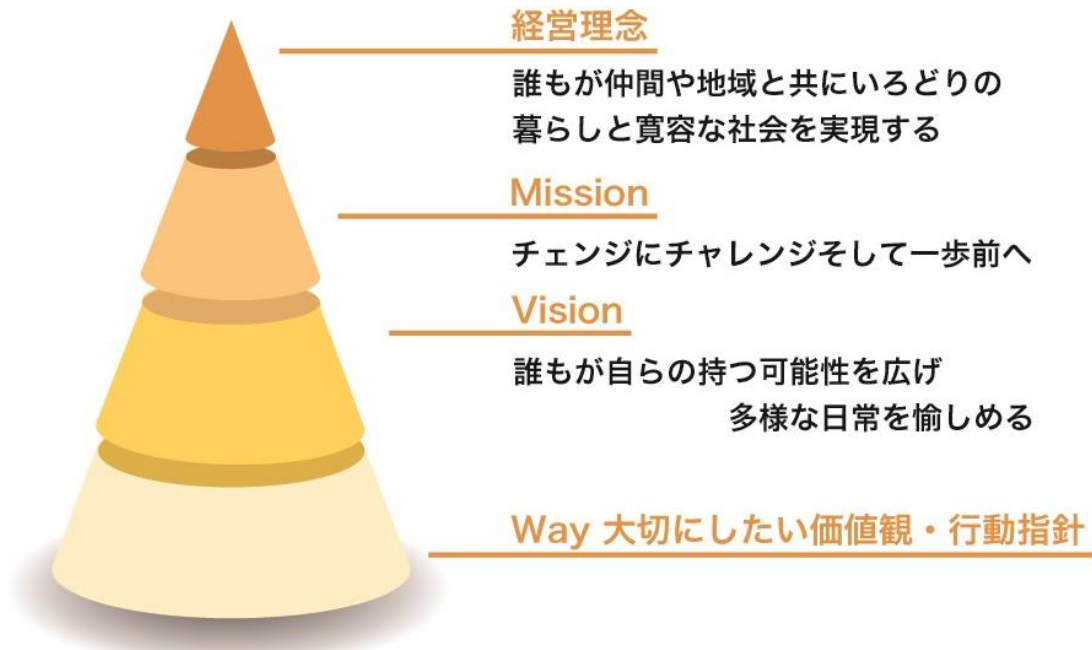 経営理念
誰もが仲間や地域と共にいろどりの
暮らしと寛容な社会を実現する
Mission
チェンジにチャレンジそして一歩前へ
Vision
誰もが自らの持つ可能性を広げ
多様な日常を愉しめる
Way 大切にしたい価値観・行動指針